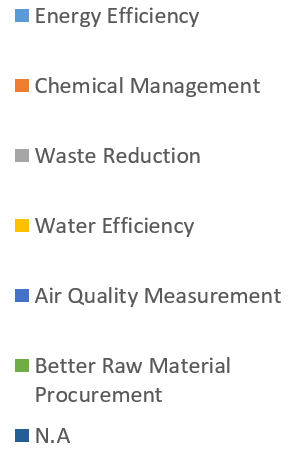 Energy Efficiency
Chemical Management
Waste Reduction
Water Efficiency
Air Quality Measurement
Better Raw Material
Procurement
N.A